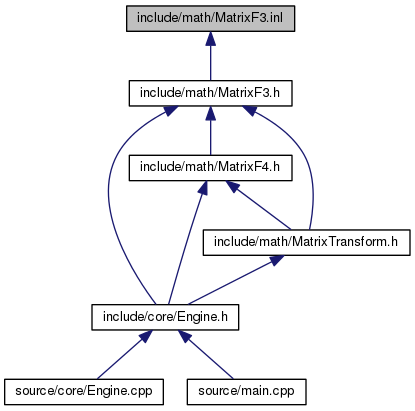 include/math/MatrixF3.inl
include/math/MatrixF3.h
include/math/MatrixF4.h
include/math/MatrixTransform.h
include/core/Engine.h
source/core/Engine.cpp
source/main.cpp